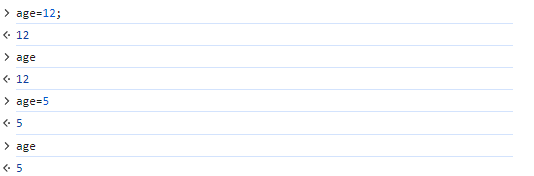 > age=12;
<· 12
> age
<· 12
> age=5
<· 5
> age
<· 5